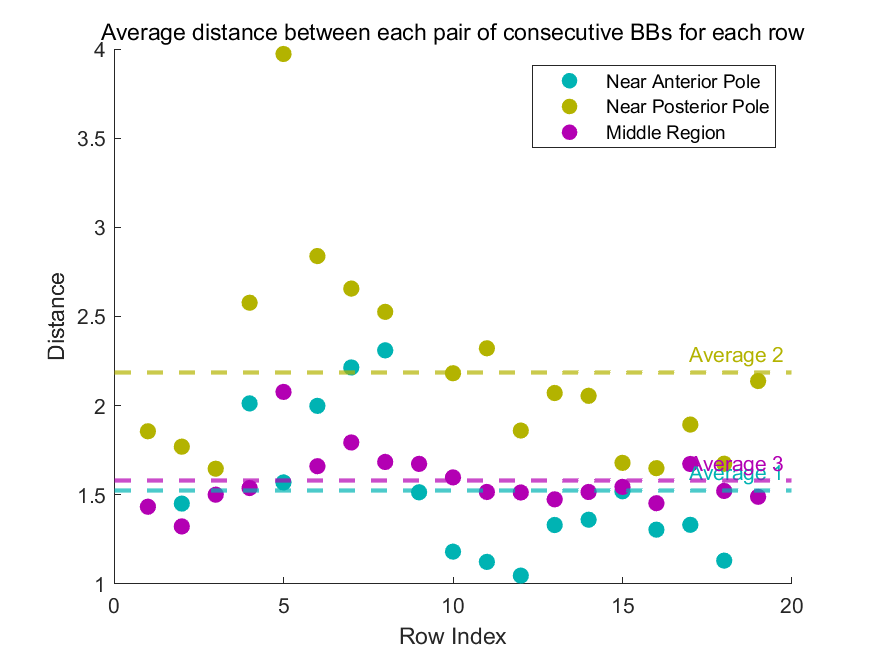 Average distance between each pair of consecutive BBs for each row
Near Anterior Pole
Near Posterior Pole
Middle Region
Average 2
Average 3
Average 1
4
3.5
3
2.5
2
1.5
1
0 5 10 15 20
Distance
Row Index